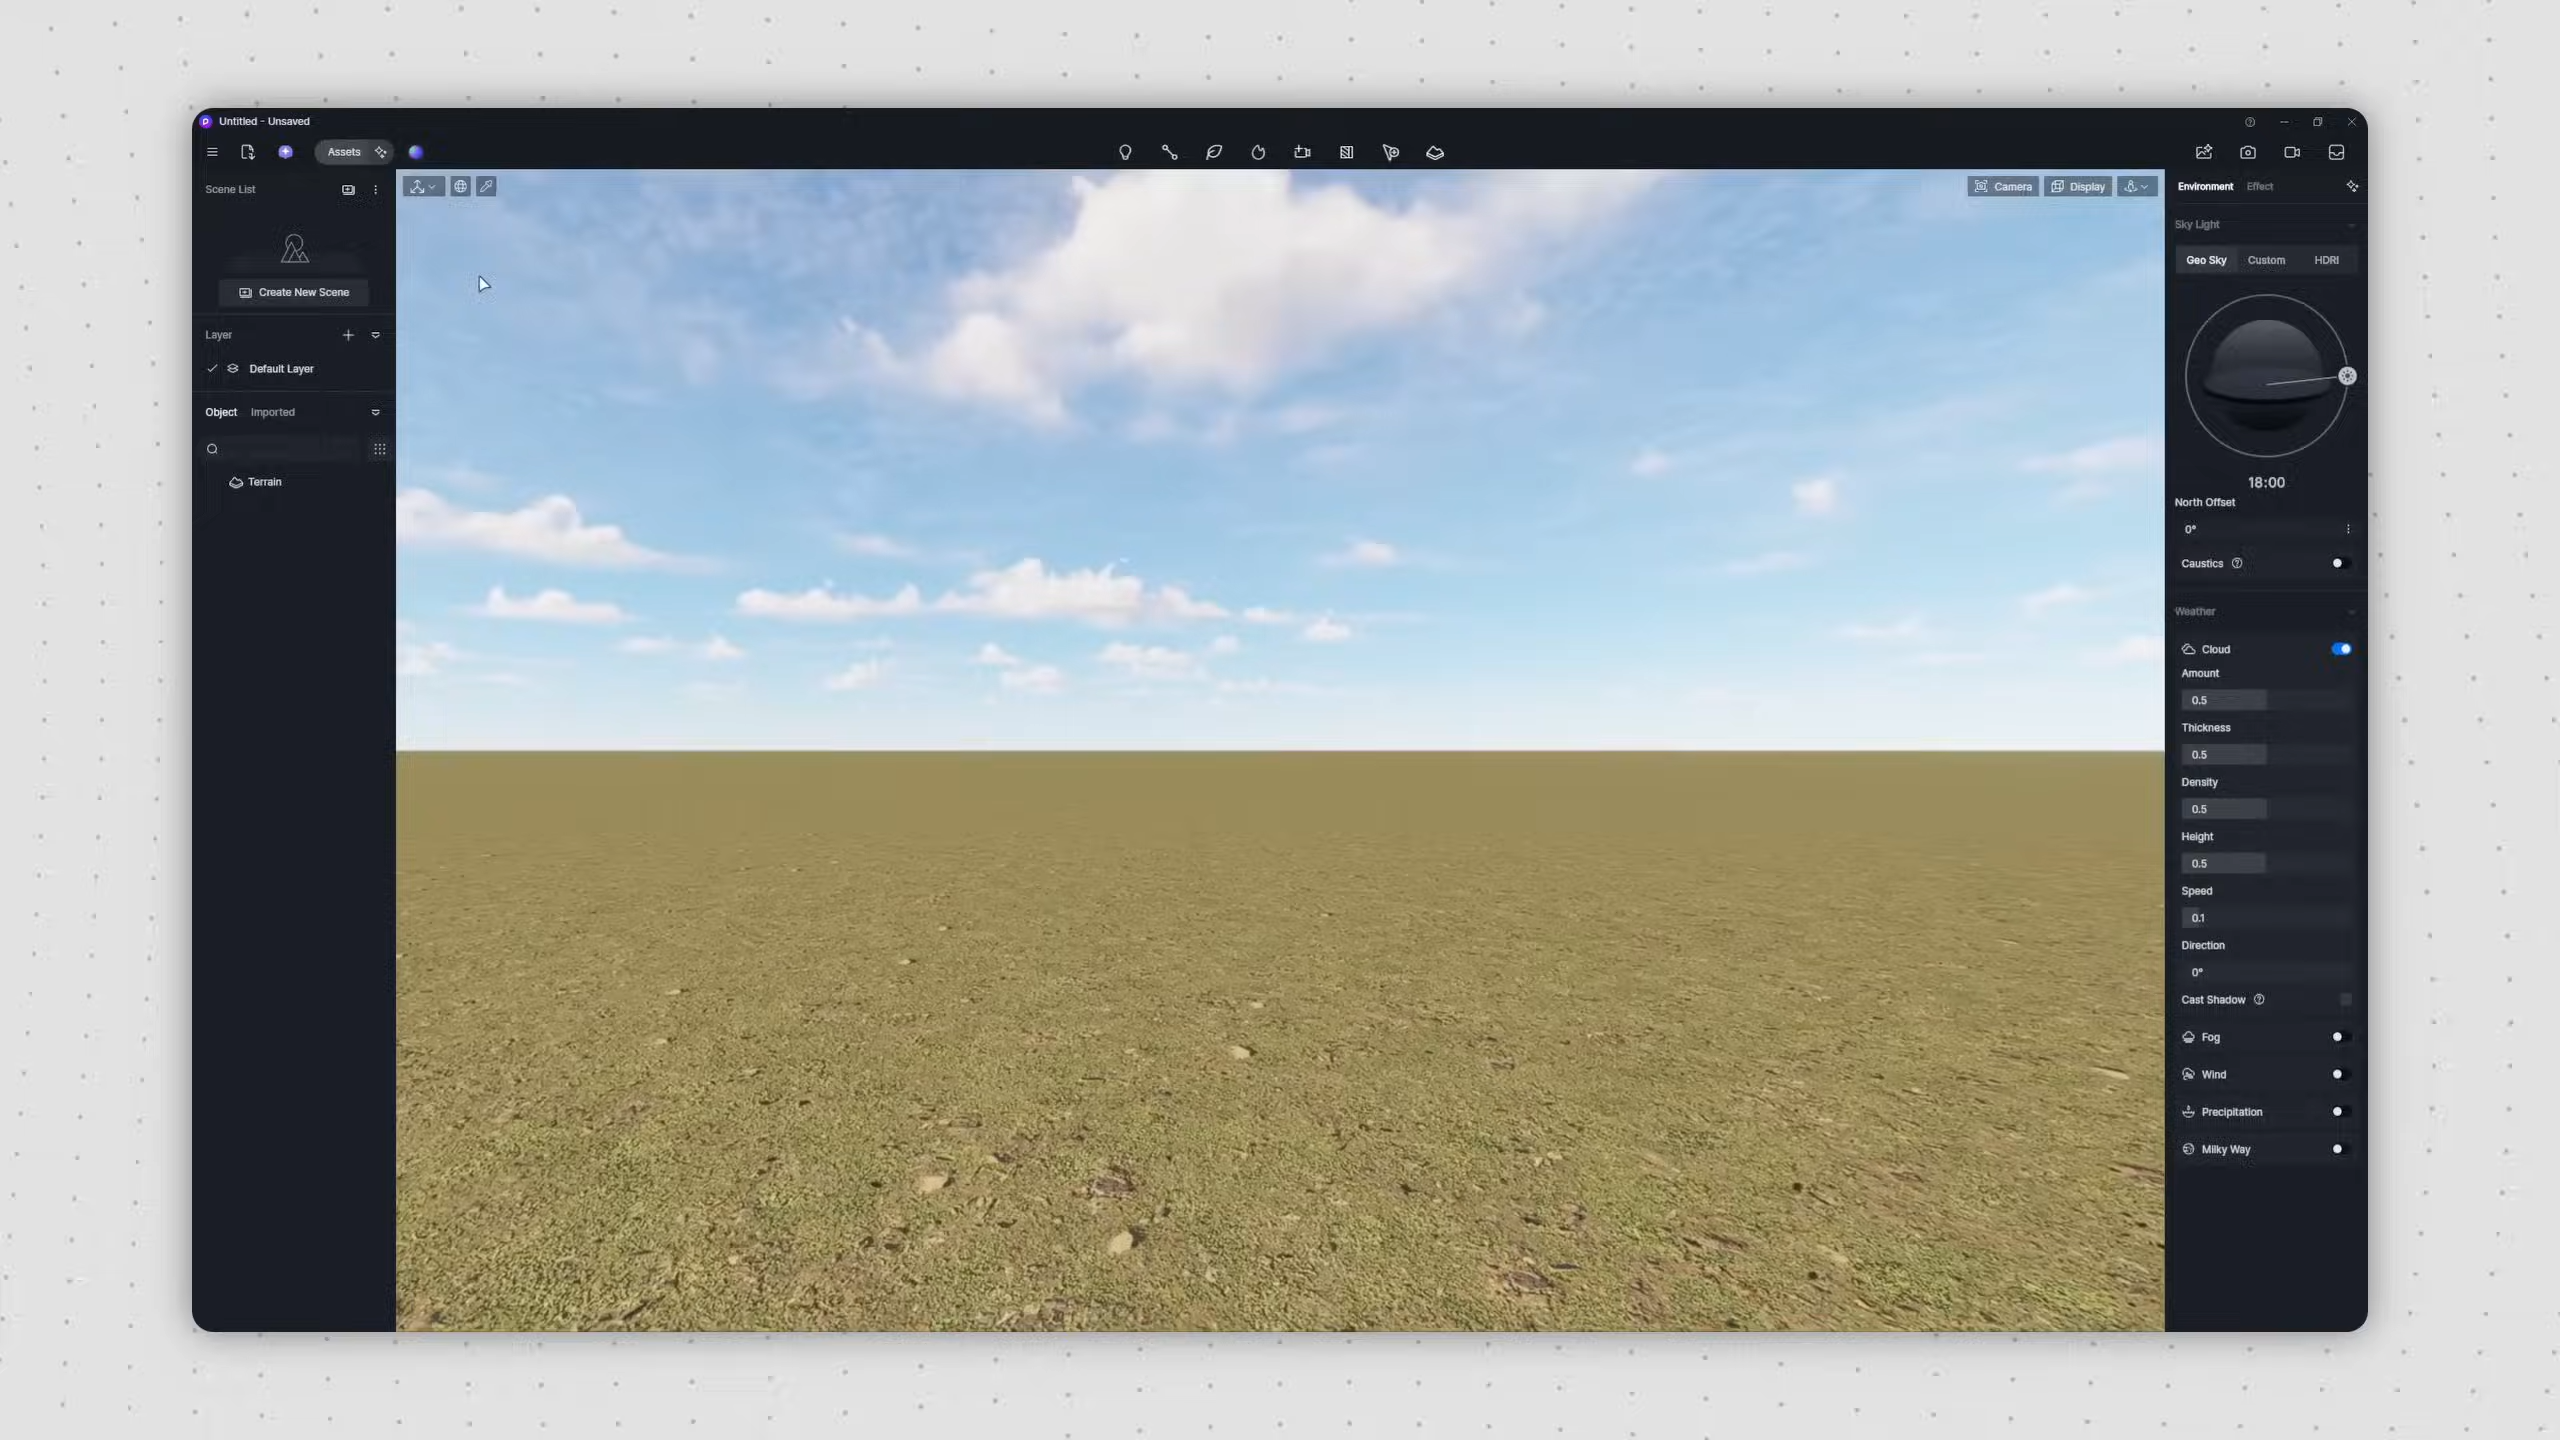 Untitled - Unsaved
Assets
Scene List
Create New Scene
Layer
Default Layer
Object Imported
Terrain
Camera
Display
Environment Effect
Sky Light
Geo Sky Custom HDRI
18:00
North Offset
0°
Caustics
Weather
Cloud
Amount
0.5
Thickness
0.5
Density
0.5
Height
0.5
Speed
0.1
Direction
0°
Cast Shadow
Fog
Wind
Precipitation
Milky Way